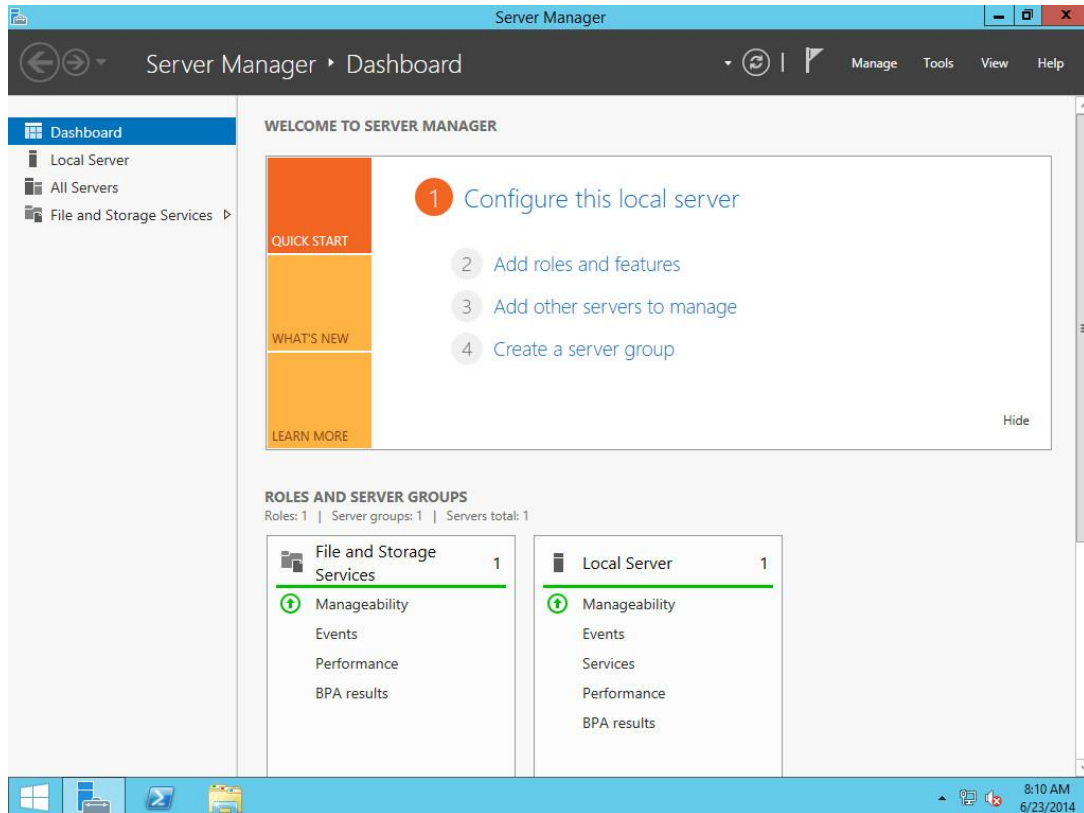 Server Manager
Server Manager ‣ Dashboard
Manage Tools View Help
Dashboard
Local Server
All Servers
File and Storage Services
WELCOME TO SERVER MANAGER
QUICK START
WHAT'S NEW
LEARN MORE
1 Configure this local server
2 Add roles and features
3 Add other servers to manage
4 Create a server group
Hide
ROLES AND SERVER GROUPS
Roles: 1 | Server groups: 1 | Servers total: 1
File and Storage
Services
1
Manageability
Events
Performance
BPA results
Local Server 1
Manageability
Events
Services
Performance
BPA results
8:10 AM
6/23/2014